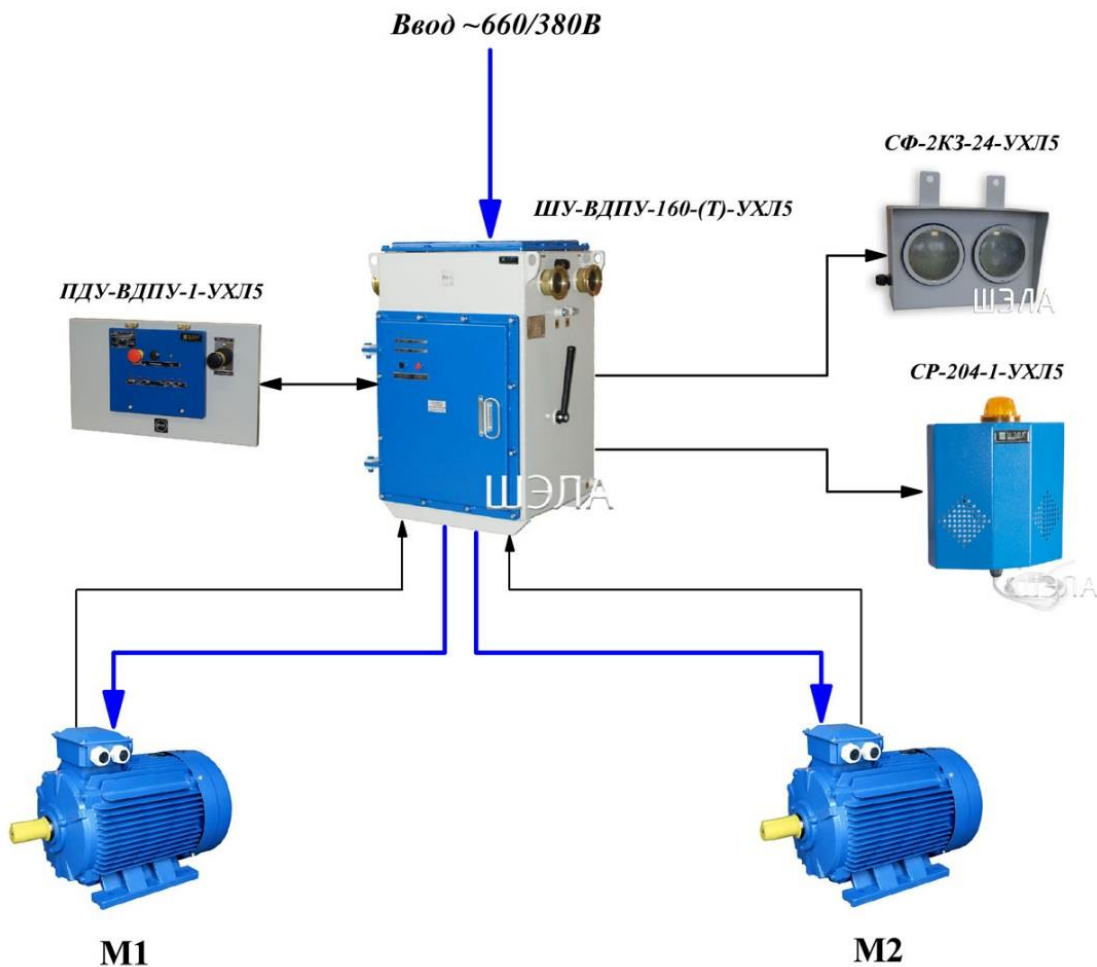 Ввод ~660/380В
СФ-2КЗ-24-УХЛ5
ШУ-ВДПУ-160-(Т)-УХЛ5
ПДУ-ВДПУ-1-УХЛ5
ШЭЛА
СР-204-1-УХЛ5
ШЭЛА
ШЭЛА
М1
М2